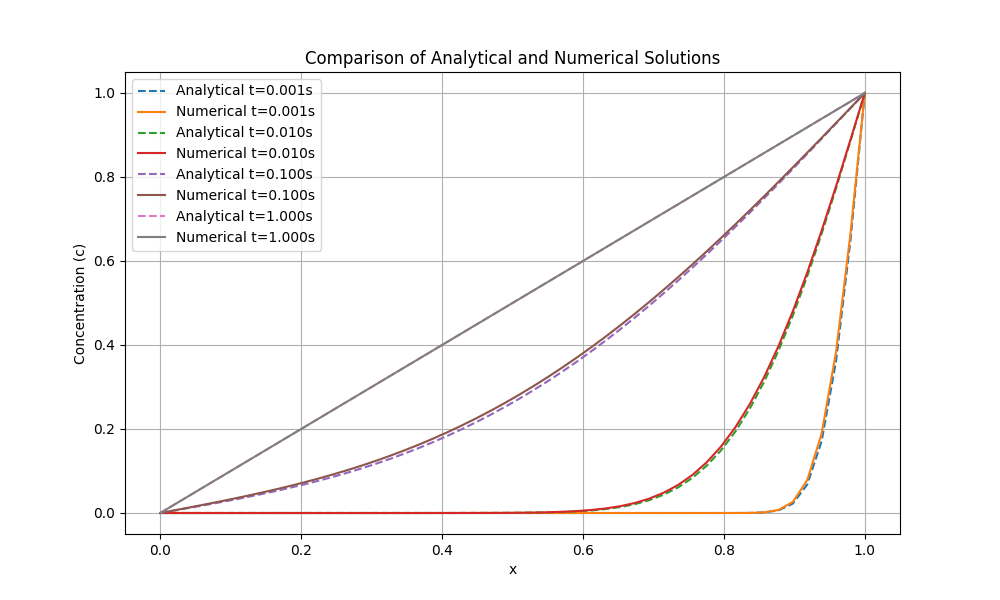 Comparison of Analytical and Numerical Solutions
Analytical t=0.001s
Numerical t=0.001s
Analytical t=0.010s
Numerical t=0.010s
Analytical t=0.100s
Numerical t=0.100s
Analytical t=1.000s
Numerical t=1.000s
Concentration (c)
1.0
0.8
0.6
0.4
0.2
0.0
0.0 0.2 0.4 0.6 0.8 1.0
x